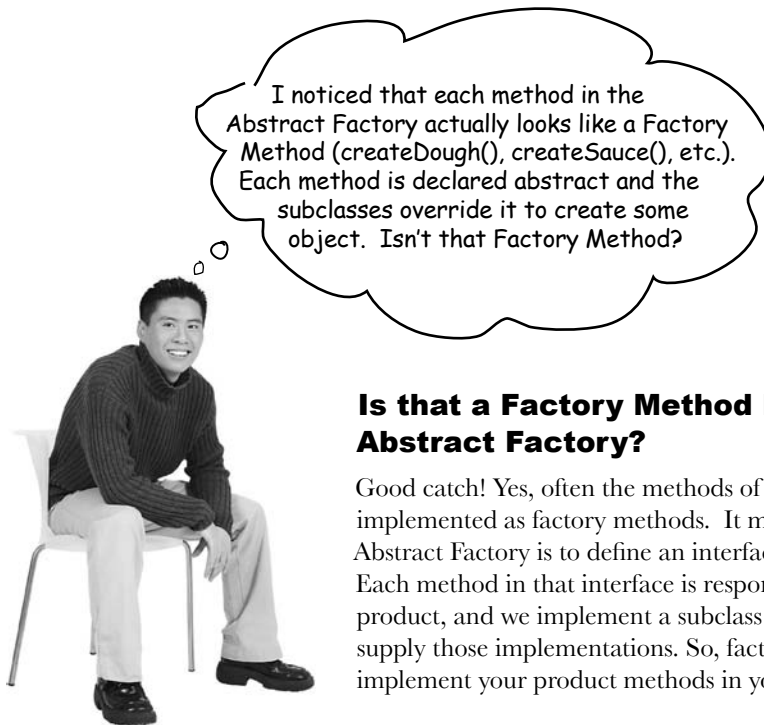 I noticed that each method in the
Abstract Factory actually looks like a Factory
Method (createDough(), createSauce(), etc.).
Each method is declared abstract and the
subclasses override it to create some
object. Isn't that Factory Method?
Is that a Factory Method
Abstract Factory?
Good catch! Yes, often the methods of
implemented as factory methods. It
Abstract Factory is to define an
Each method in that interface is
product, and we implement a subclass
supply those implementations. So,
implement your product methods in